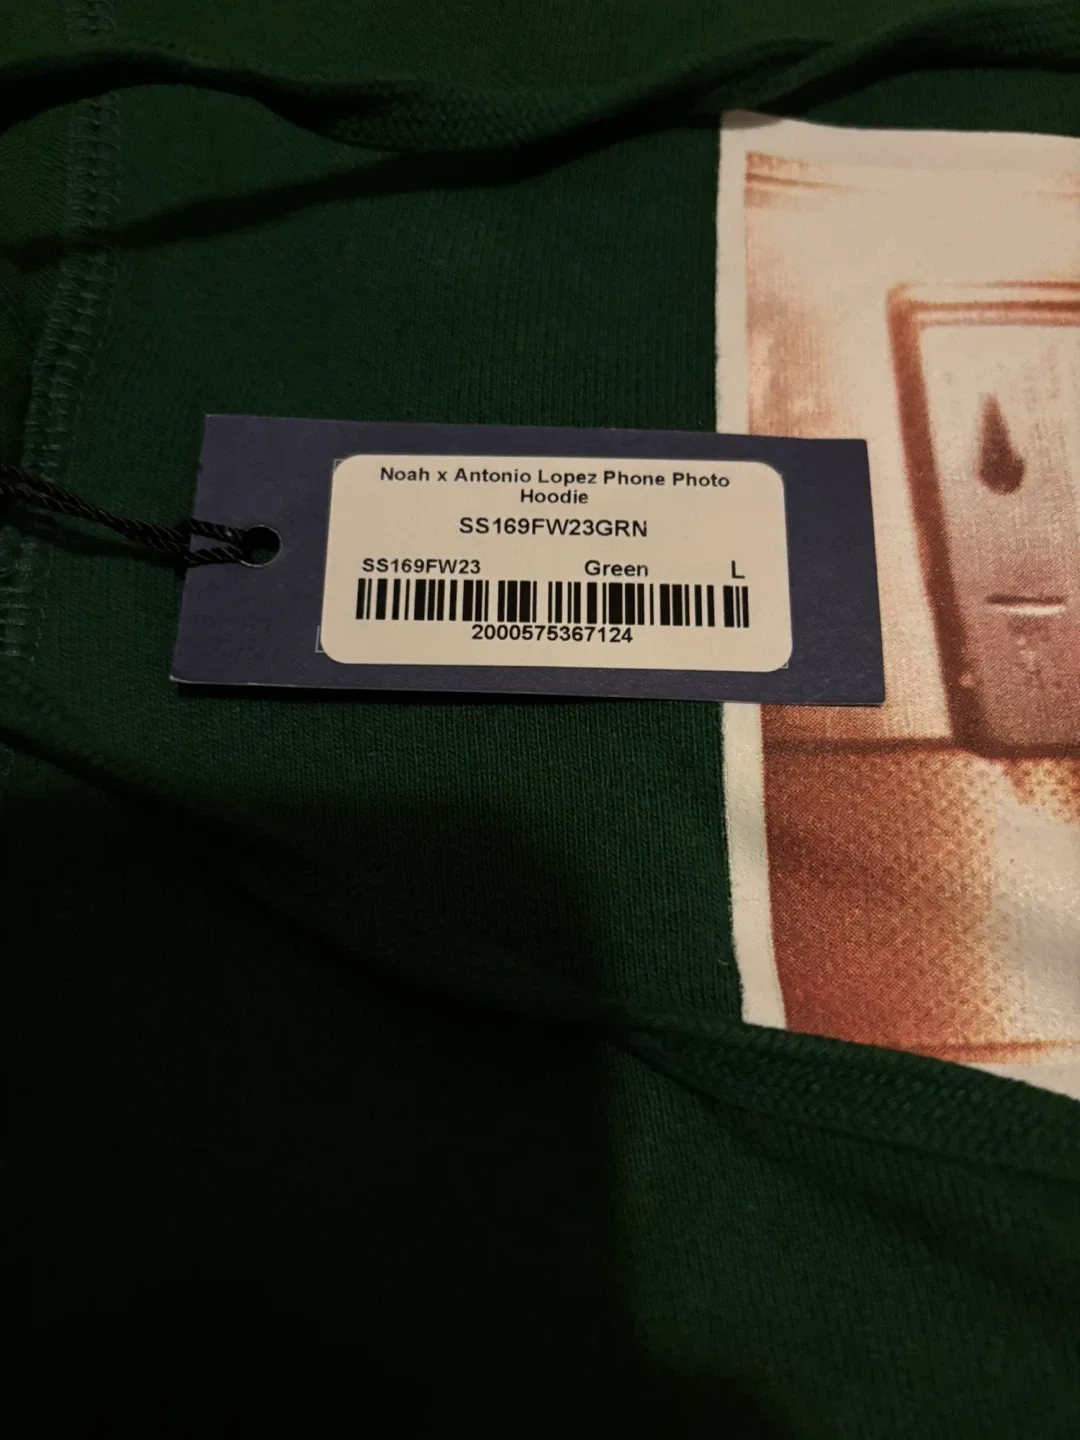 Noah x Antonio Lopez Phone Photo
Hoodie
SS169FW23GRN
SS169FW23 Green L
2000575367124